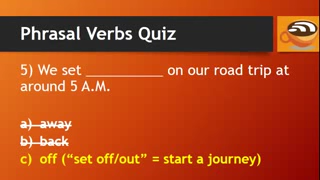 Phrasal Verbs Quiz
5) We set __________ on our road trip at
around 5 A.M.
a) away
b) back
c) off (“set off/out” = start a journey)